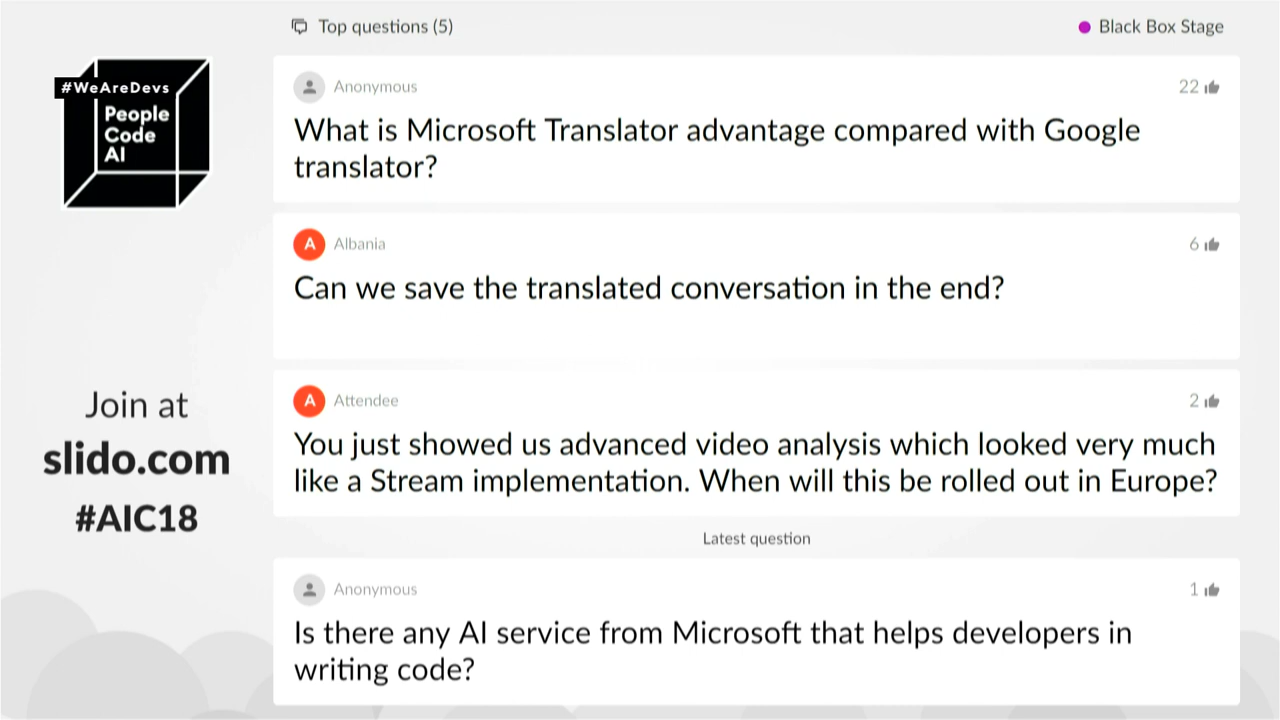 Top questions (5)
Black Box Stage
#WeAreDevs
People
Code
AI
Anonymous
22
What is Microsoft Translator advantage compared with Google
translator?
A
Albania
6
Can we save the translated conversation in the end?
A
Attendee
2
You just showed us advanced video analysis which looked very much
like a Stream implementation. When will this be rolled out in Europe?
Join at
slido.com
#AIC18
Latest question
Anonymous
1
Is there any AI service from Microsoft that helps developers in
writing code?